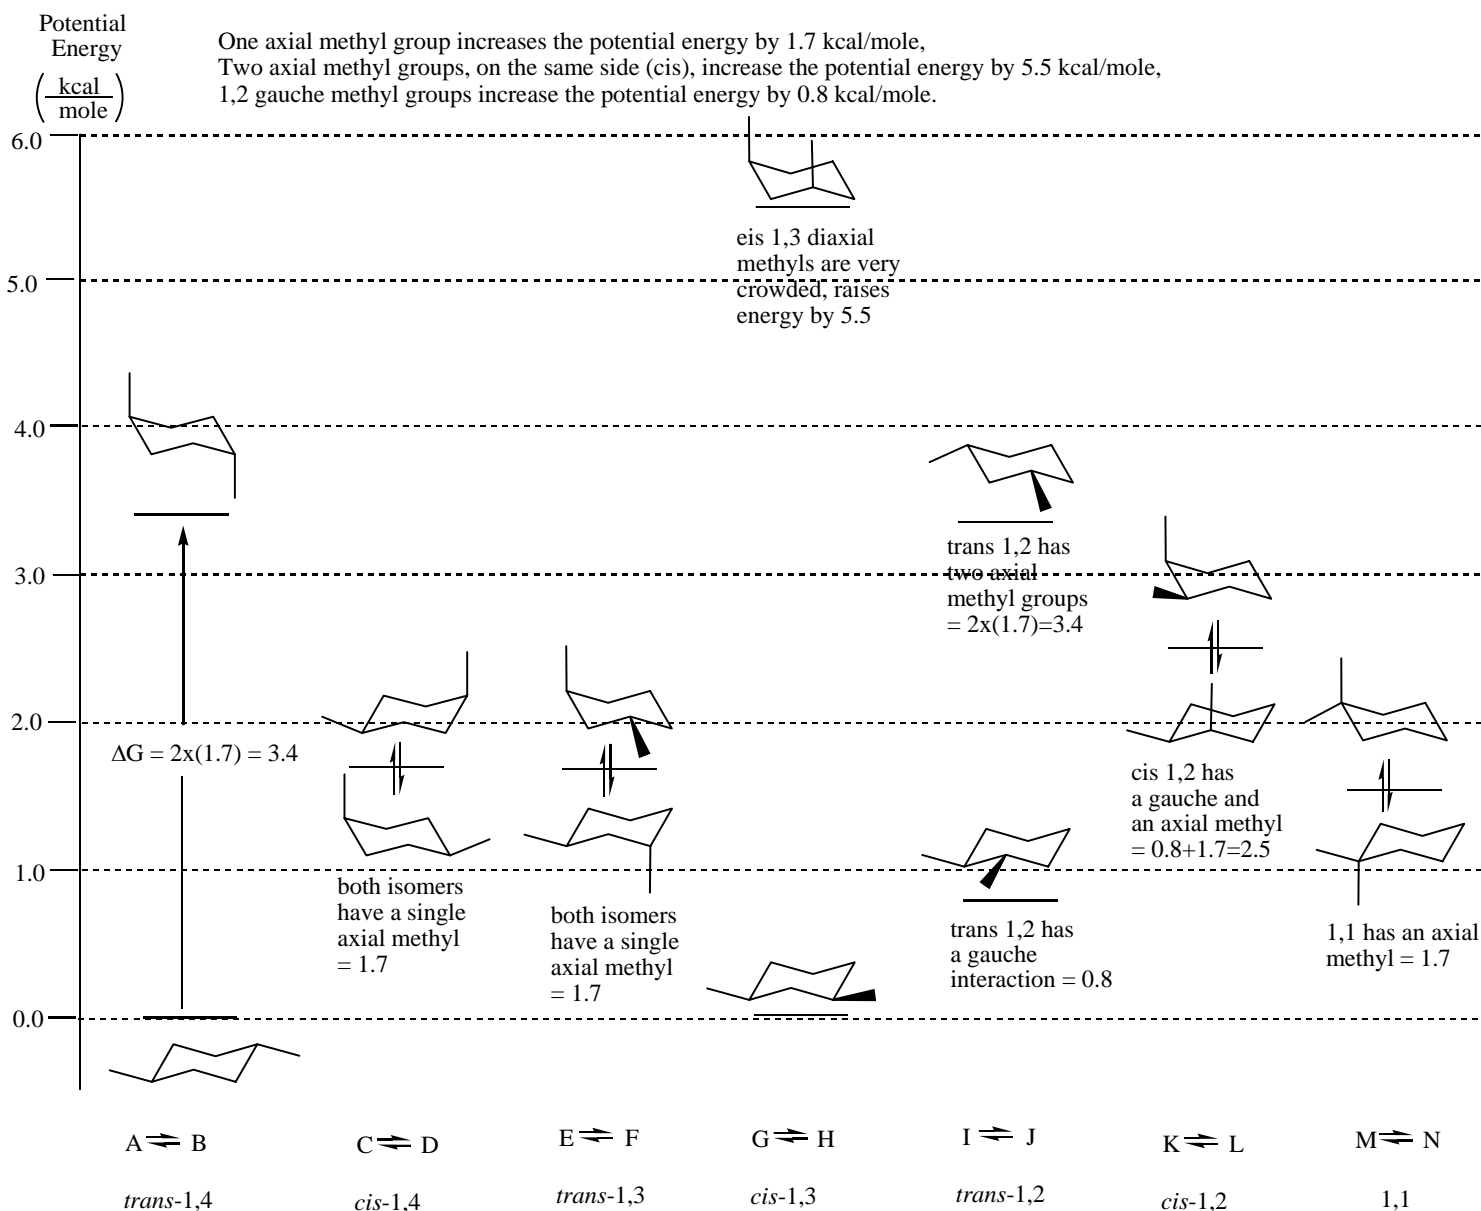 Potential
Energy
(kcal
mole)
One axial methyl group increases the potential energy by 1.7 kcal/mole,
Two axial methyl groups, on the same side (cis), increase the potential energy by 5.5 kcal/mole,
1,2 gauche methyl groups increase the potential energy by 0.8 kcal/mole.
6.0
eis 1,3 diaxial
methyls are very
crowded, raises
energy by 5.5
5.0
4.0
trans 1,2 has
two axial
methyl groups
= 2x(1.7)=3.4
3.0
2.0
ΔG = 2x(1.7) = 3.4
cis 1,2 has
a gauche and
an axial methyl
= 0.8+1.7=2.5
1.0
both isomers
have a single
axial methyl
= 1.7
both isomers
have a single
axial methyl
= 1.7
trans 1,2 has
a gauche
interaction = 0.8
1,1 has an axial
methyl = 1.7
0.0
A ⇌ B
C ⇌ D
E ⇌ F
G ⇌ H
I ⇌ J
K ⇌ L
M ⇌ N
trans-1,4
cis-1,4
trans-1,3
cis-1,3
trans-1,2
cis-1,2
1,1